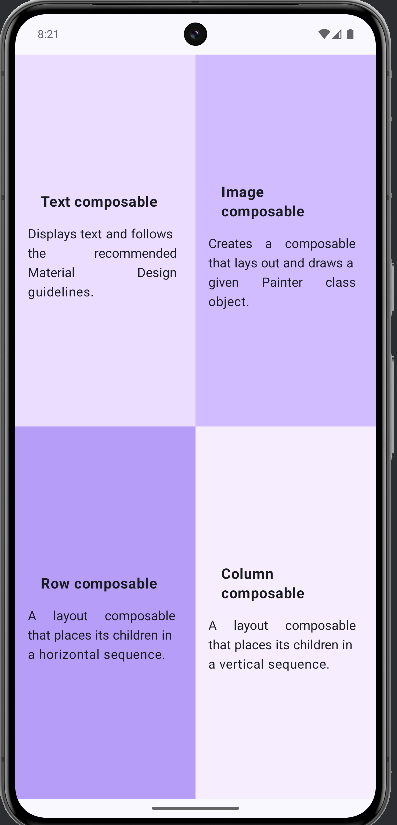 8:21
Text composable
Displays text and follows
the recommended
Material Design
guidelines.
Image
composable
Creates a composable
that lays out and draws a
given Painter class
object.
Row composable
A layout composable
that places its children in
a horizontal sequence.
Column
composable
A layout composable
that places its children in
a vertical sequence.